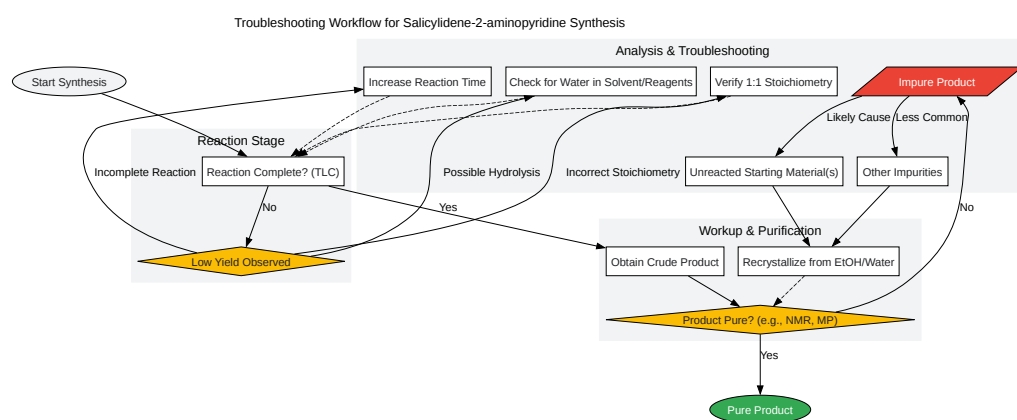 Troubleshooting Workflow for Salicylidene-2-aminopyridine Synthesis
Analysis & Troubleshooting
Start Synthesis
Increase Reaction Time
Check for Water in Solvent/Reagents
Verify 1:1 Stoichiometry
Impure Product
Likely Cause
Less Common
Reaction Stage
Incomplete Reaction
Reaction Complete? (TLC)
Possible Hydrolysis
Incorrect Stoichiometry
Unreacted Starting Material(s)
Other Impurities
No
Yes
No
Workup & Purification
Low Yield Observed
Obtain Crude Product
Recrystallize from EtOH/Water
Product Pure? (e.g., NMR, MP)
Yes
Pure Product